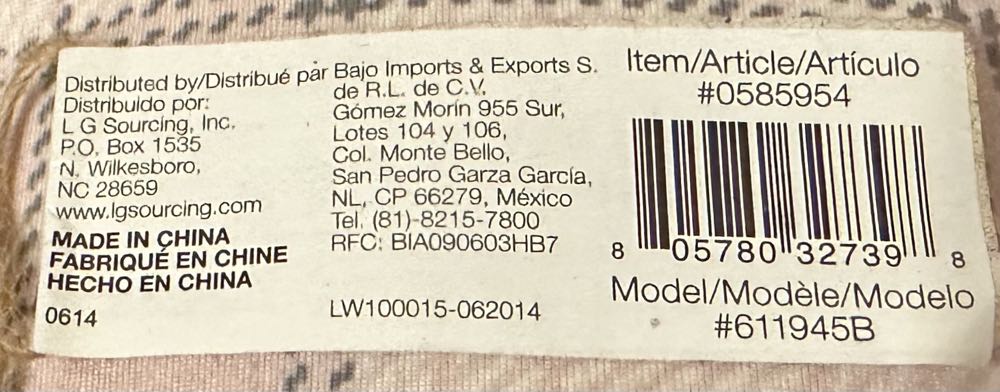 Distributed by/Distribué par
Distribuido por:
L G Sourcing, Inc.
P.O. Box 1535
N. Wilkesboro,
NC 28659
www.lgsourcing.com
MADE IN CHINA
FABRIQUÉ EN CHINE
HECHO EN CHINA
0614
Bajo Imports & Exports S.
de R.L. de C.V.
Gómez Morín 955 Sur,
Lotes 104 y 106,
Col. Monte Bello,
San Pedro Garza García,
NL, CP 66279, México
Tel. (81)-8215-7800
RFC: BIA090603HB7
LW100015-062014
Item/Article/Artículo
#0585954
8 05780 32739 8
Model/Modèle/Modelo
#611945B